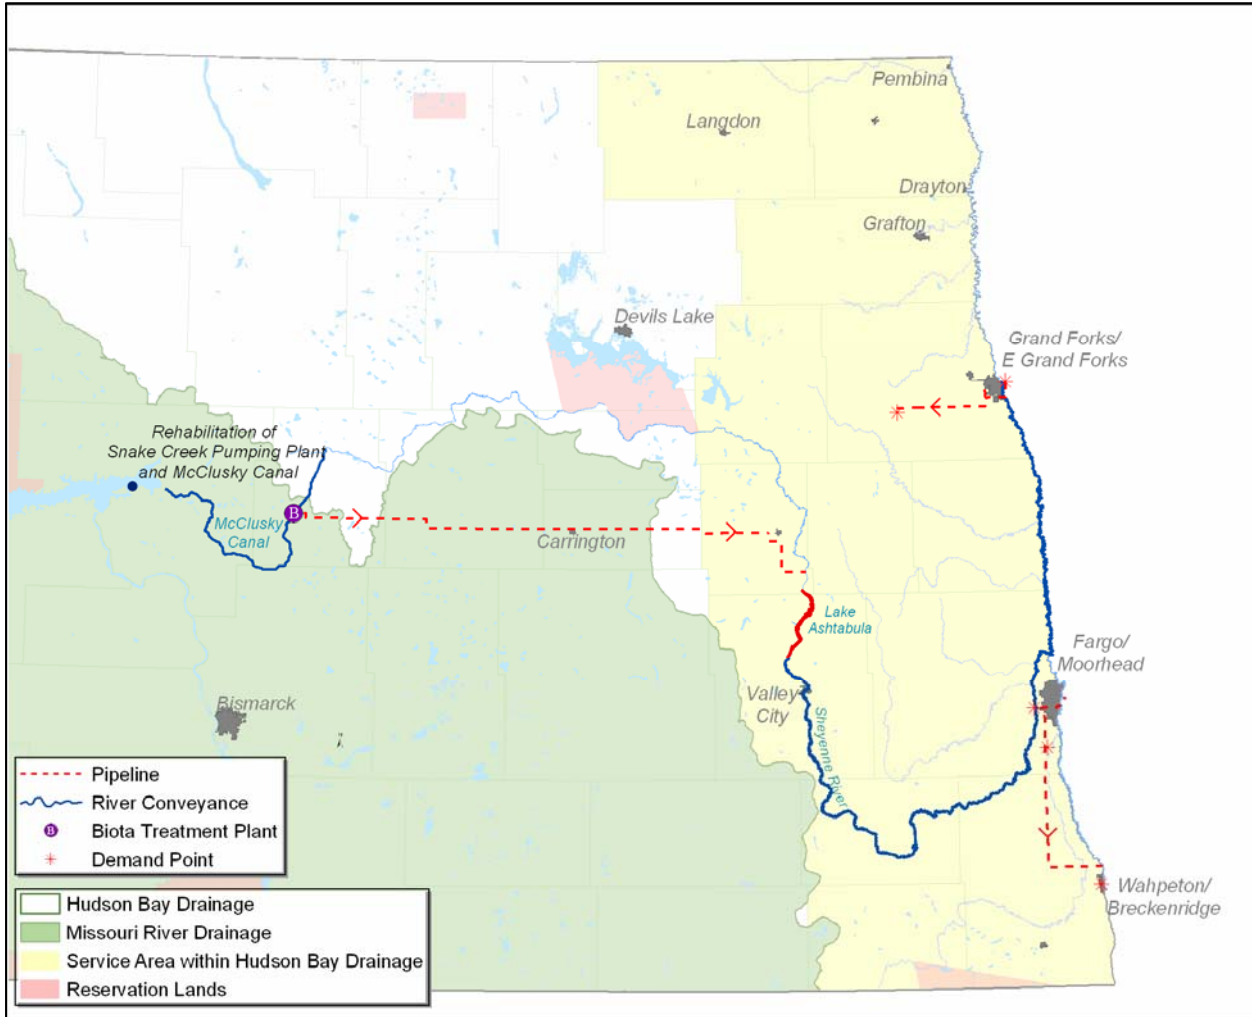 Pembina
Langdon
Drayton
Grafton
Devils Lake
Grand Forks/
E Grand Forks
Rehabilitation of
Snake Creek Pumping Plant
and McClusky Canal
B
McClusky
Canal
Carrington
Lake
Ashtabula
Fargo/
Moorhead
Valley
City
Bismarck
Sheyenne River
Pipeline
River Conveyance
B
Biota Treatment Plant
Demand Point
Wahpeton/
Breckenridge
Hudson Bay Drainage
Missouri River Drainage
Service Area within Hudson Bay Drainage
Reservation Lands